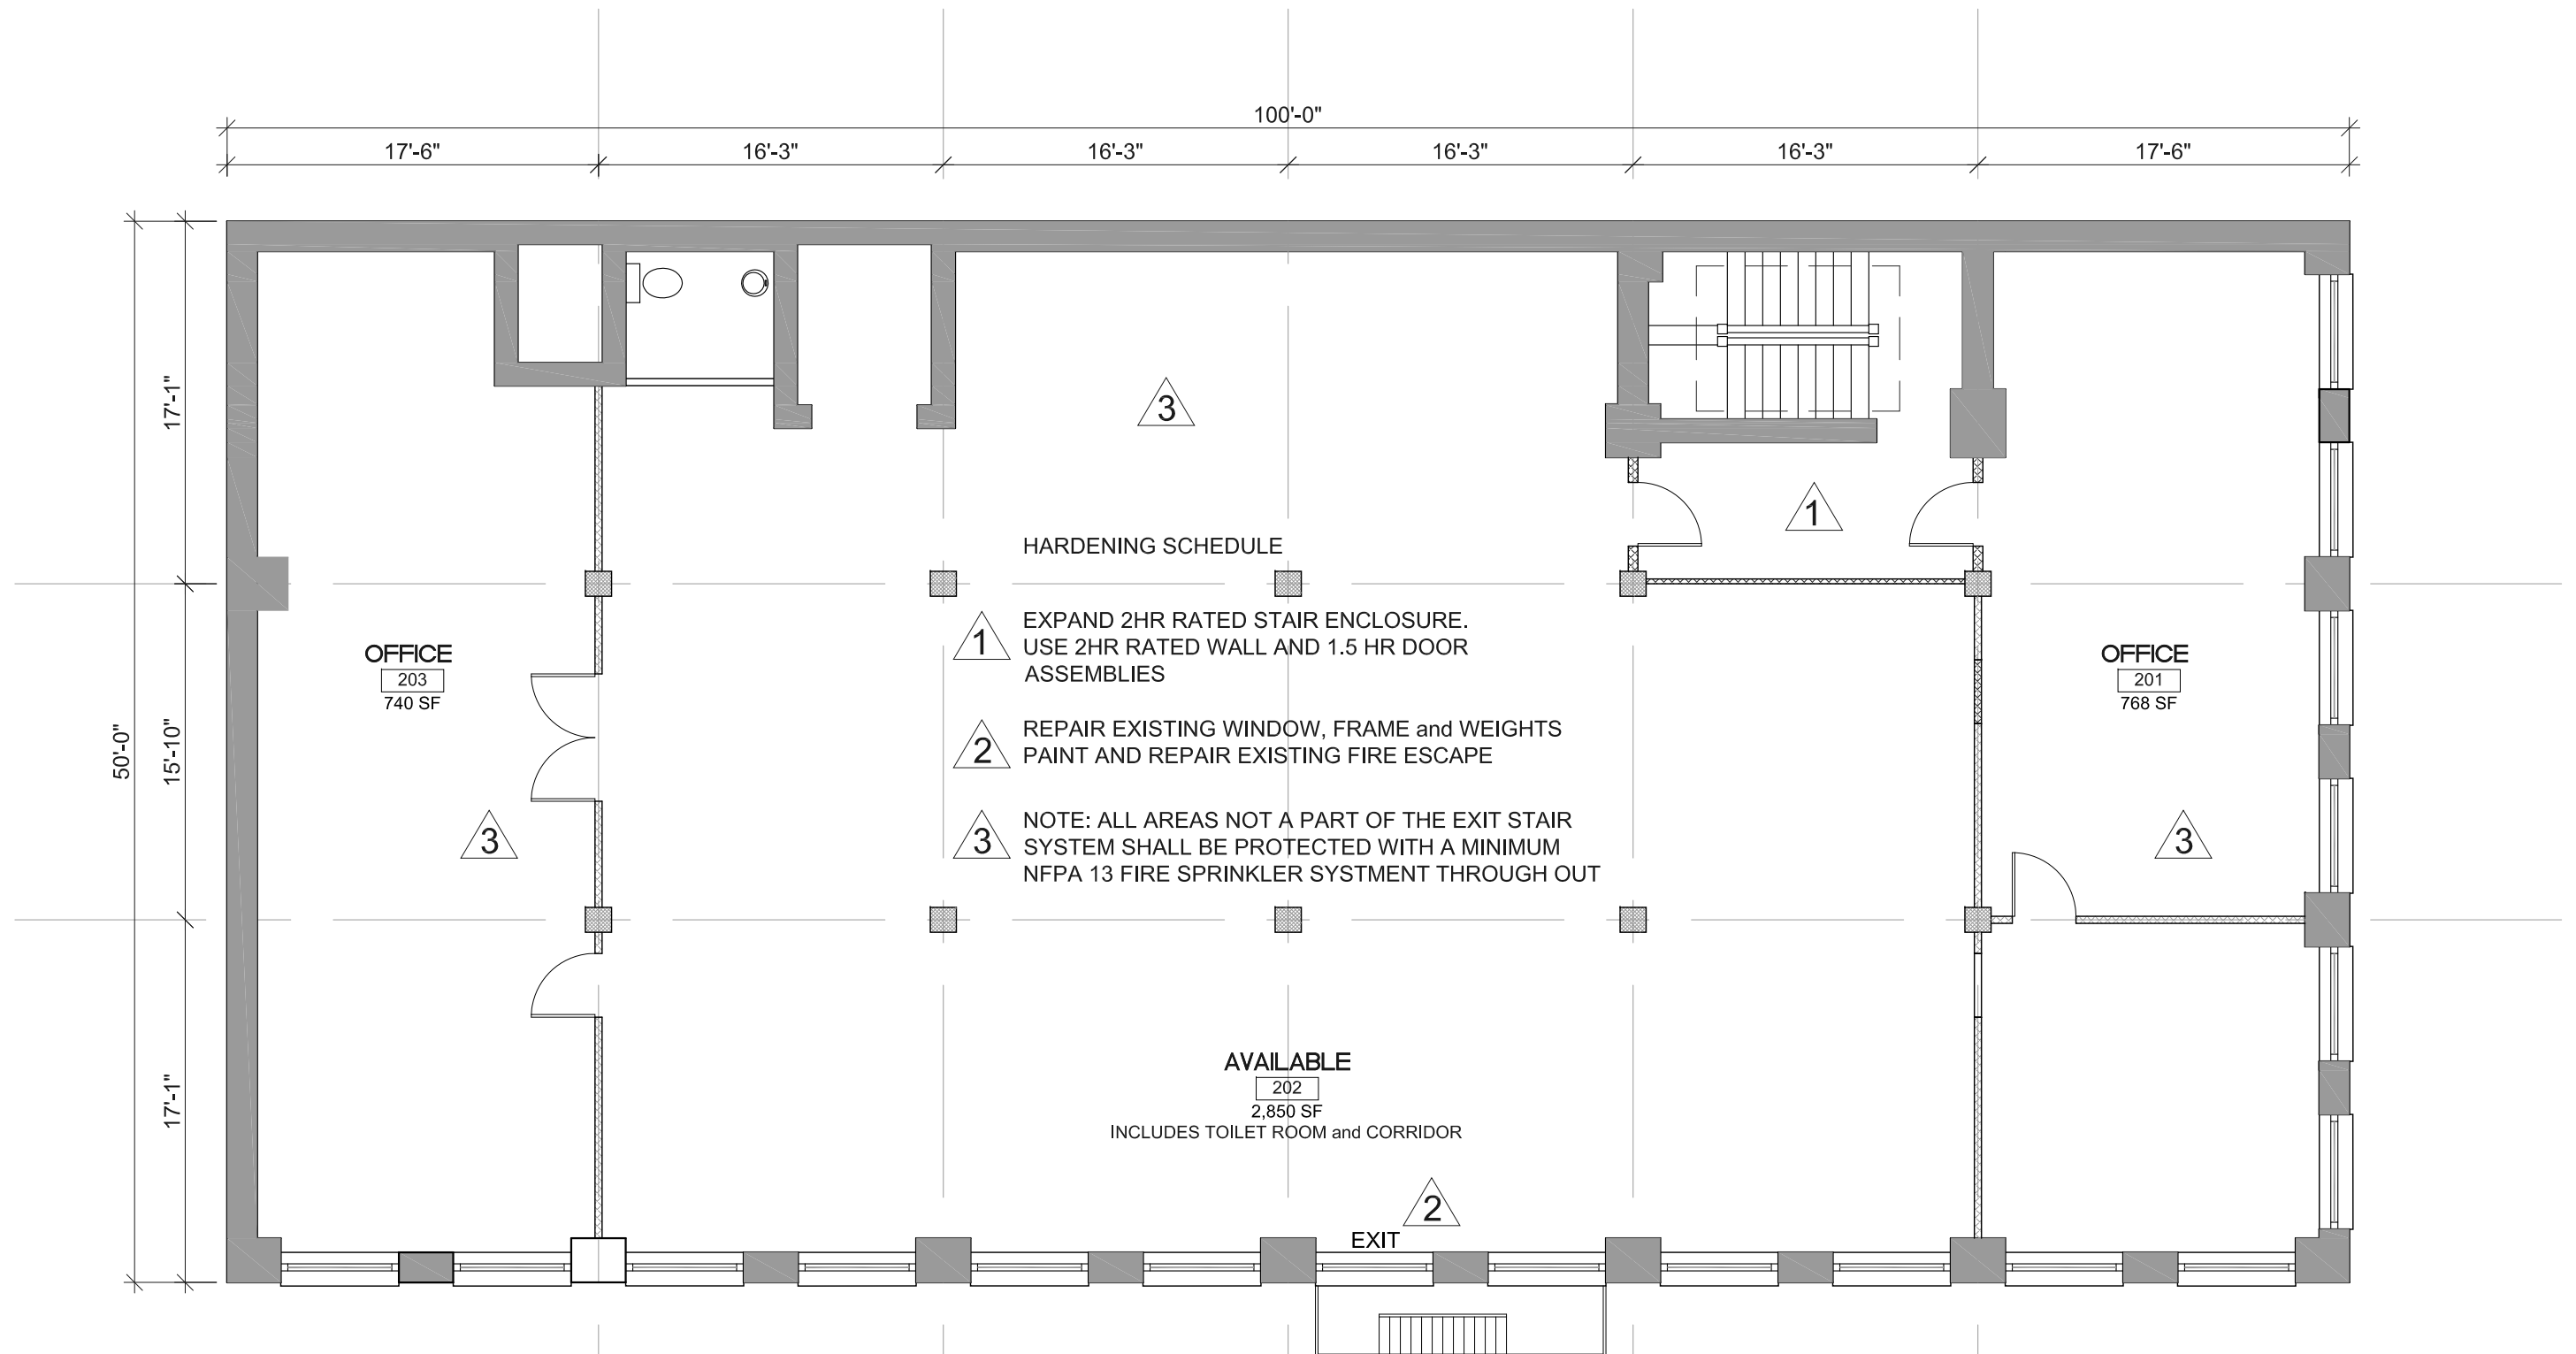 100'-0"
17'-6"
16'-3"
16'-3"
16'-3"
16'-3"
17'-6"
50'-0"
17'-1"
15'-10"
17'-1"
3
1
HARDENING SCHEDULE
1
EXPAND 2HR RATED STAIR ENCLOSURE.
USE 2HR RATED WALL AND 1.5 HR DOOR
ASSEMBLIES
2
REPAIR EXISTING WINDOW, FRAME and WEIGHTS
PAINT AND REPAIR EXISTING FIRE ESCAPE
3
NOTE: ALL AREAS NOT A PART OF THE EXIT STAIR
SYSTEM SHALL BE PROTECTED WITH A MINIMUM
NFPA 13 FIRE SPRINKLER SYSTMENT THROUGH OUT
OFFICE
203
740 SF
3
OFFICE
201
768 SF
3
AVAILABLE
202
2,850 SF
INCLUDES TOILET ROOM and CORRIDOR
2
EXIT